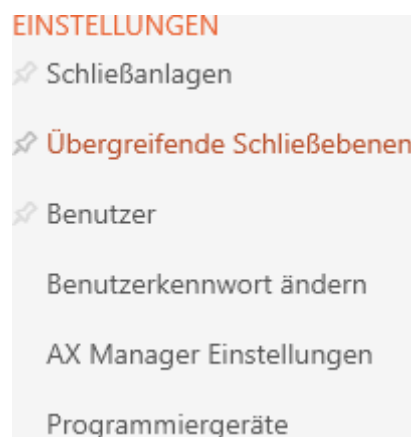 EINSTELLUNGEN
Schließanlagen
Übergreifende Schließebenen
Benutzer
Benutzerkennwort ändern
AX Manager Einstellungen
Programmiergeräte